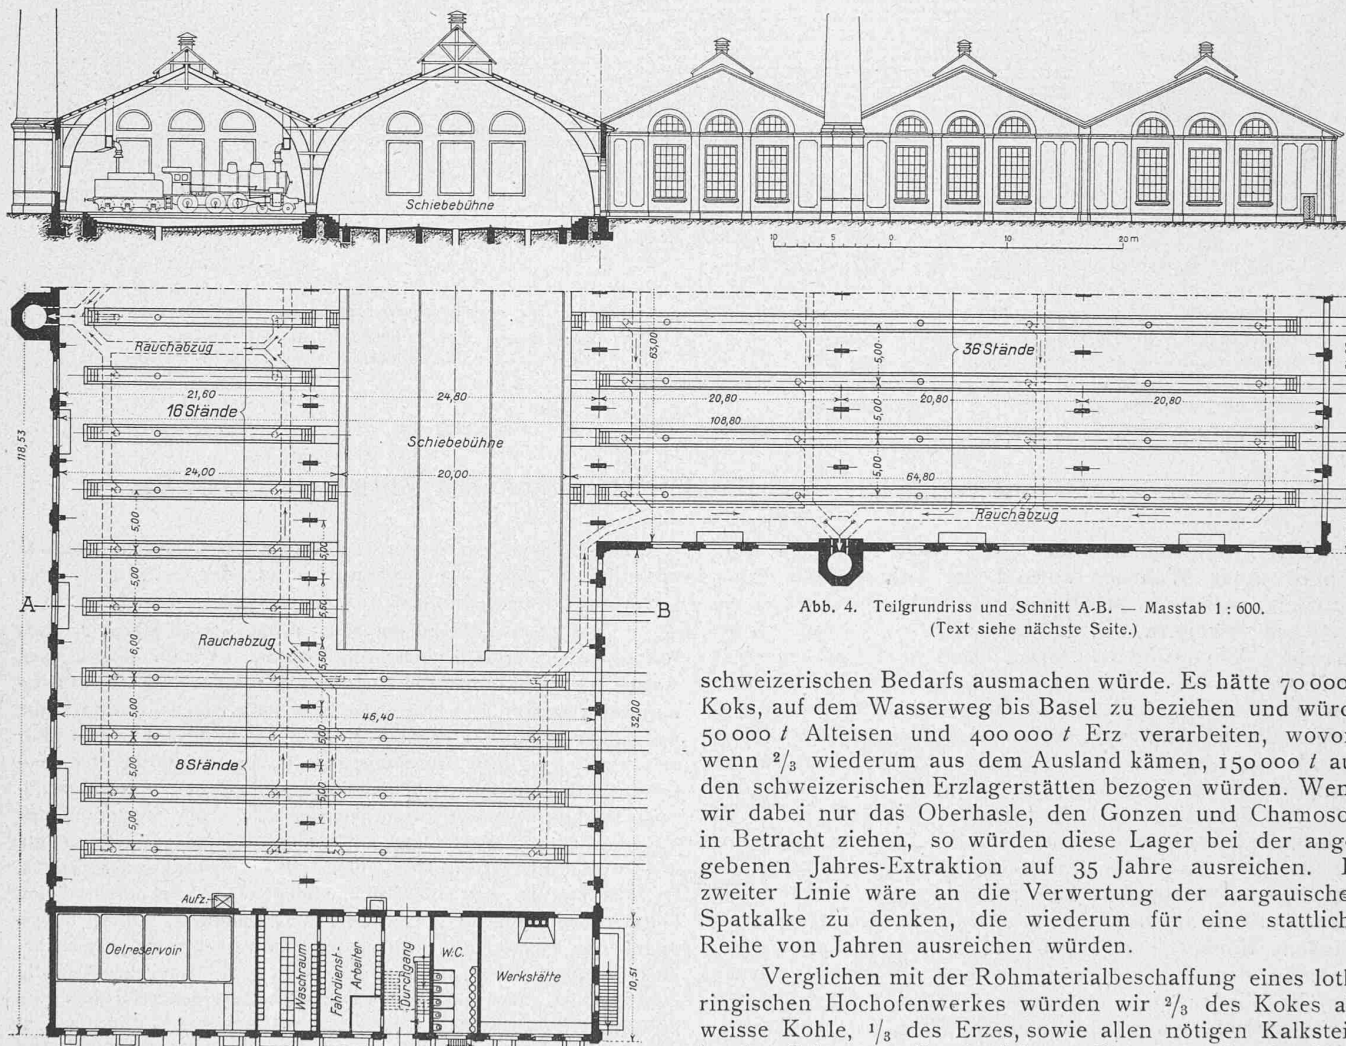 Schiebebühne
10 5 0 10 20 m
Rauchabzug
63,00
5,00
36 Stände
21,60
24,80
20,80
20,80
20,80
16 Stände
5,00
108,80
Schiebebühne
118,53
24,00
20,00
5,00
64,80
Rauchabzug
5,00
5,00
5,00
5,60
A
B
6,00
Rauchabzug
5,50
5,00
46,40
32,00
5,00
5,00
8 Stände
5,00
5,00
Aufz.
Oelreservoir
Waschraum
Fahrdienst-
Arbeiter
Durchgang
W.C.
Werkstätte
10,51
Abb. 4. Teilgrundriss und Schnitt A-B. — Masstab 1 : 600.
(Text siehe nächste Seite.)
schweizerischen Bedarfs ausmachen würde. Es hätte 70 000
Koks, auf dem Wasserweg bis Basel zu beziehen und würd
50 000 t Alteisen und 400 000 t Erz verarbeiten, wovo
wenn 2/3 wiederum aus dem Ausland kämen, 150 000 t au
den schweizerischen Erzlagerstätten bezogen würden. Wen
wir dabei nur das Oberhasle, den Gonzen und Chamoso
in Betracht ziehen, so würden diese Lager bei der ang
gebenen Jahres-Extraktion auf 35 Jahre ausreichen. I
zweiter Linie wäre an die Verwertung der aargauische
Spatkalke zu denken, die wiederum für eine stattlich
Reihe von Jahren ausreichen würden.
Verglichen mit der Rohmaterialbeschaffung eines loth
ringischen Hochofenwerkes würden wir 2/3 des Kokes a
weisse Kohle, 1/3 des Erzes, sowie allen nötigen Kalkstei